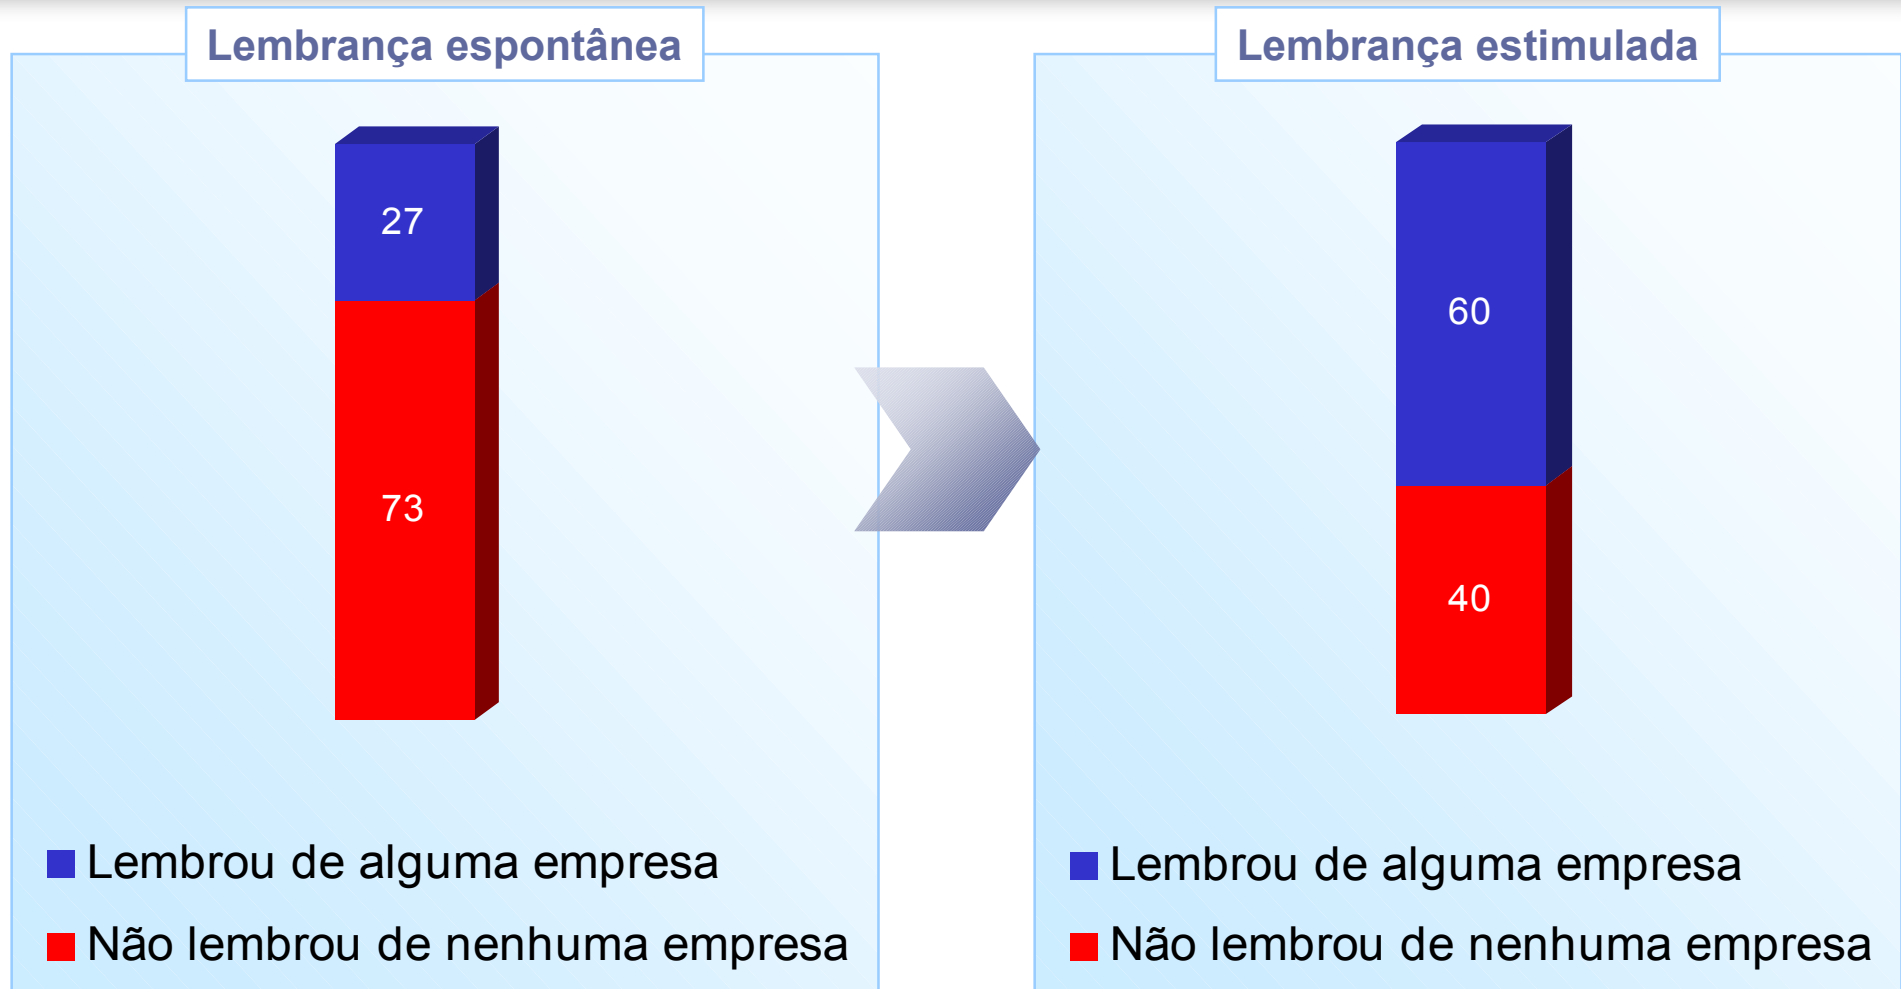 Lembrança espontânea
27
73
Lembrou de alguma empresa
Não lembrou de nenhuma empresa
Lembrança estimulada
60
40
Lembrou de alguma empresa
Não lembrou de nenhuma empresa